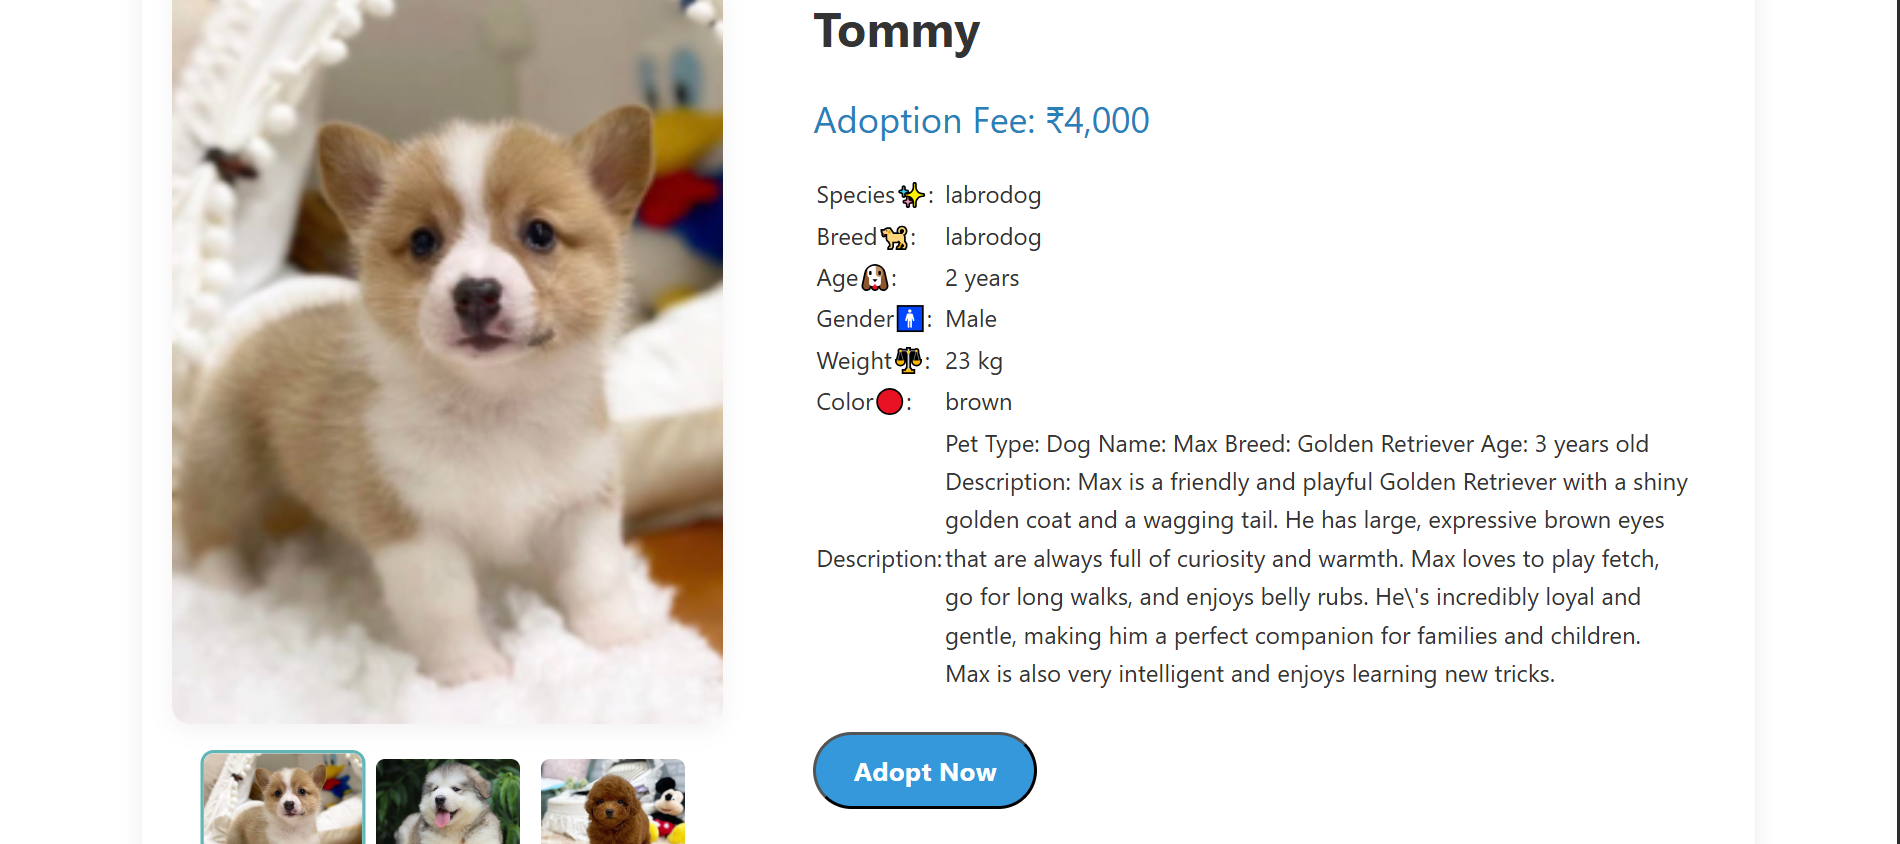 Tommy
Adoption Fee: ₹4,000
Species✨: labrodog
Breed🐕: labrodog
Age🐶: 2 years
Gender🚹: Male
Weight⚖: 23 kg
Color🔴: brown
Description: Pet Type: Dog Name: Max Breed: Golden Retriever Age: 3 years old
Description: Max is a friendly and playful Golden Retriever with a shiny
golden coat and a wagging tail. He has large, expressive brown eyes
that are always full of curiosity and warmth. Max loves to play fetch,
go for long walks, and enjoys belly rubs. He\'s incredibly loyal and
gentle, making him a perfect companion for families and children.
Max is also very intelligent and enjoys learning new tricks.
Adopt Now